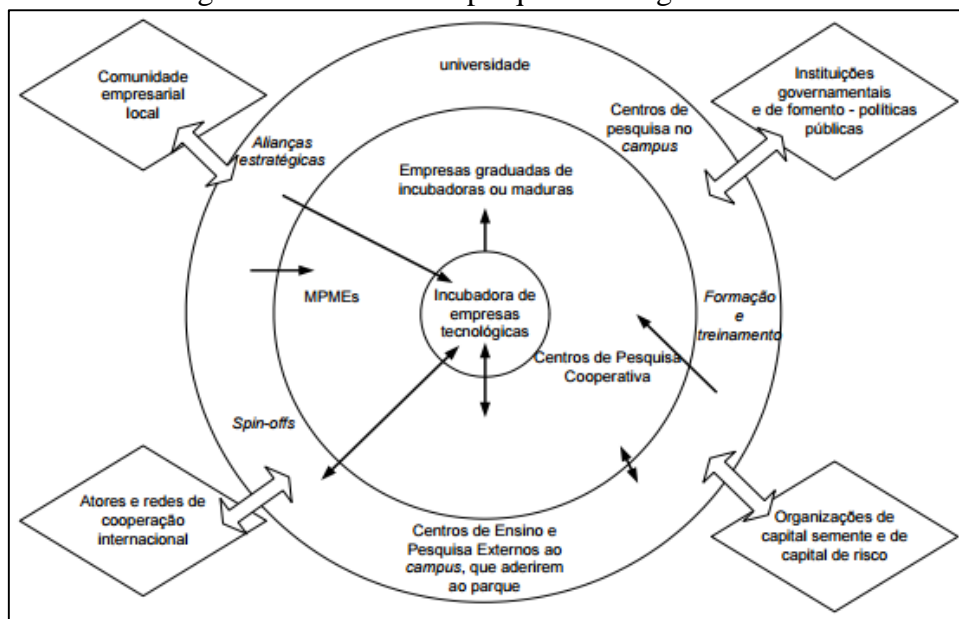 universidade
Comunidade
empresarial
local
Instituições
governamentais
e de fomento - políticas
públicas
Centros de
pesquisa no
campus
Alianças
estratégicas
Empresas graduadas de
incubadoras ou maduras
MPMEs
Incubadora de
empresas
tecnológicas
Formação
e
treinamento
Centros de Pesquisa
Cooperativa
Spin-offs
Atores e redes de
cooperação
internacional
Centros de Ensino e
Pesquisa Externos ao
campus, que aderirem
ao parque
Organizações de
capital semente e de
capital de risco